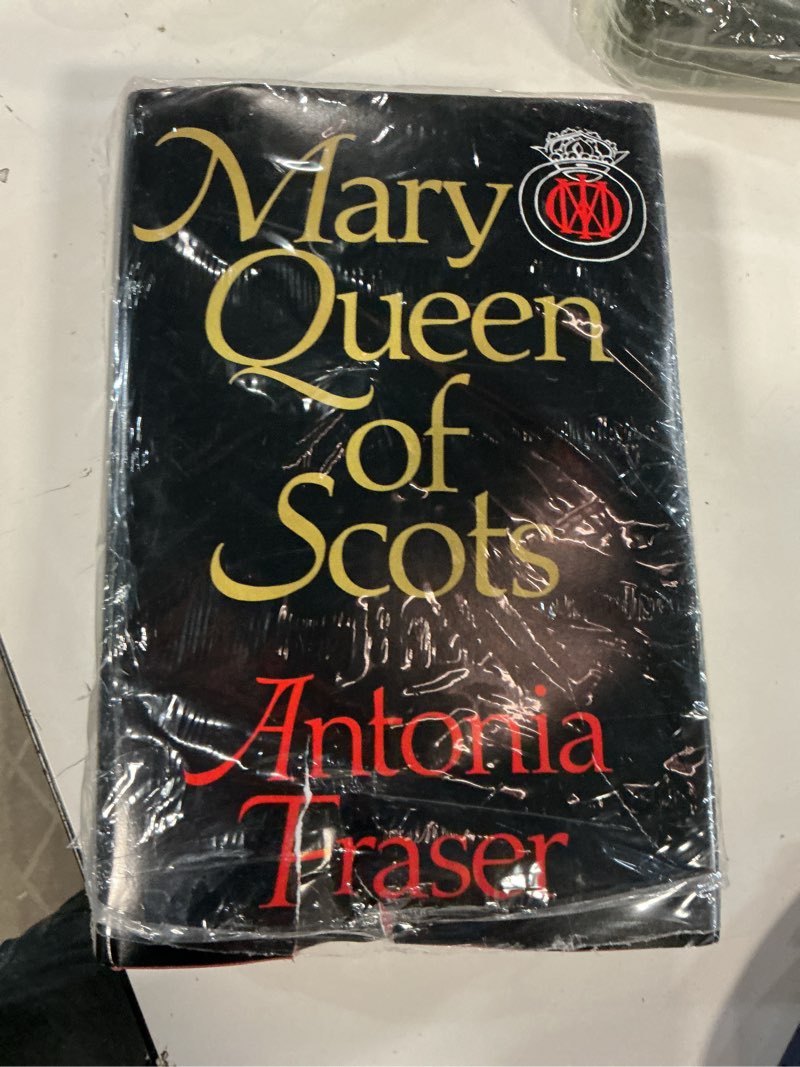 Mary
Queen
of
Scots
Antonia
Fraser